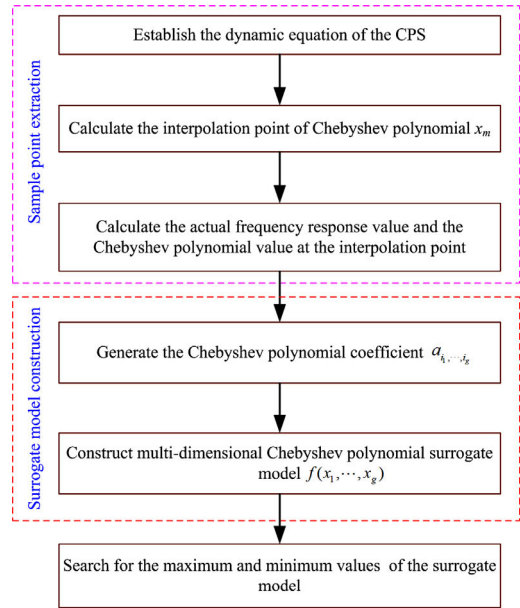 Sample point extraction
Establish the dynamic equation of the CPS
Calculate the interpolation point of Chebyshev polynomial xₘ
Calculate the actual frequency response value and the
Chebyshev polynomial value at the interpolation point
Surrogate model construction
Generate the Chebyshev polynomial coefficient a_{i₁,⋯,i_g}
Construct multi-dimensional Chebyshev polynomial surrogate
model f(x₁,⋯,x_g)
Search for the maximum and minimum values of the surrogate
model